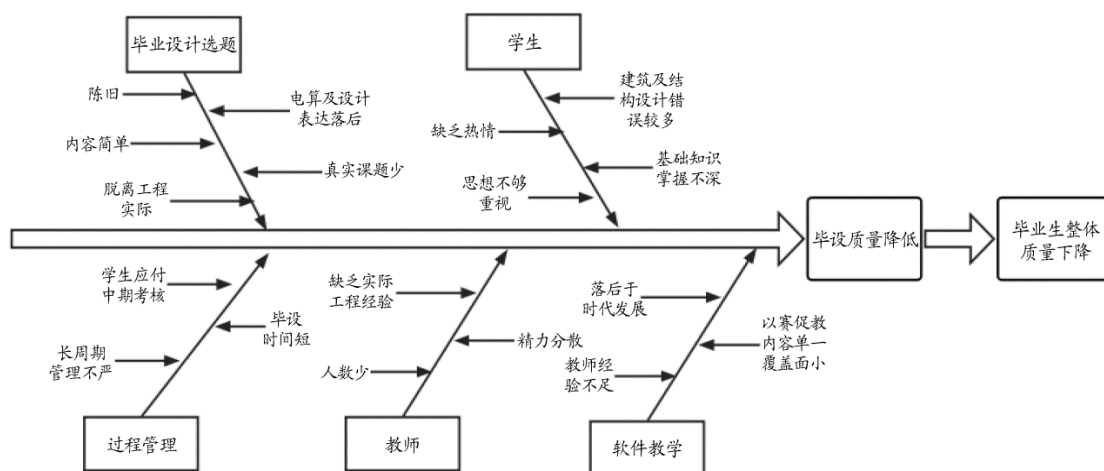 毕业设计选题
学生
陈旧
电算及设计
表达落后
内容简单
真实课题少
脱离工程
实际
建筑及结
构设计错
误较多
缺乏热情
基础知识
掌握不深
思想不够
重视
毕设质量降低
毕业生整体
质量下降
学生应付
中期考核
毕设
时间短
长周期
管理不严
缺乏实际
工程经验
精力分散
人数少
落后于
时代发展
以赛促教
内容单一
覆盖面小
教师经
验不足
过程管理
教师
软件教学